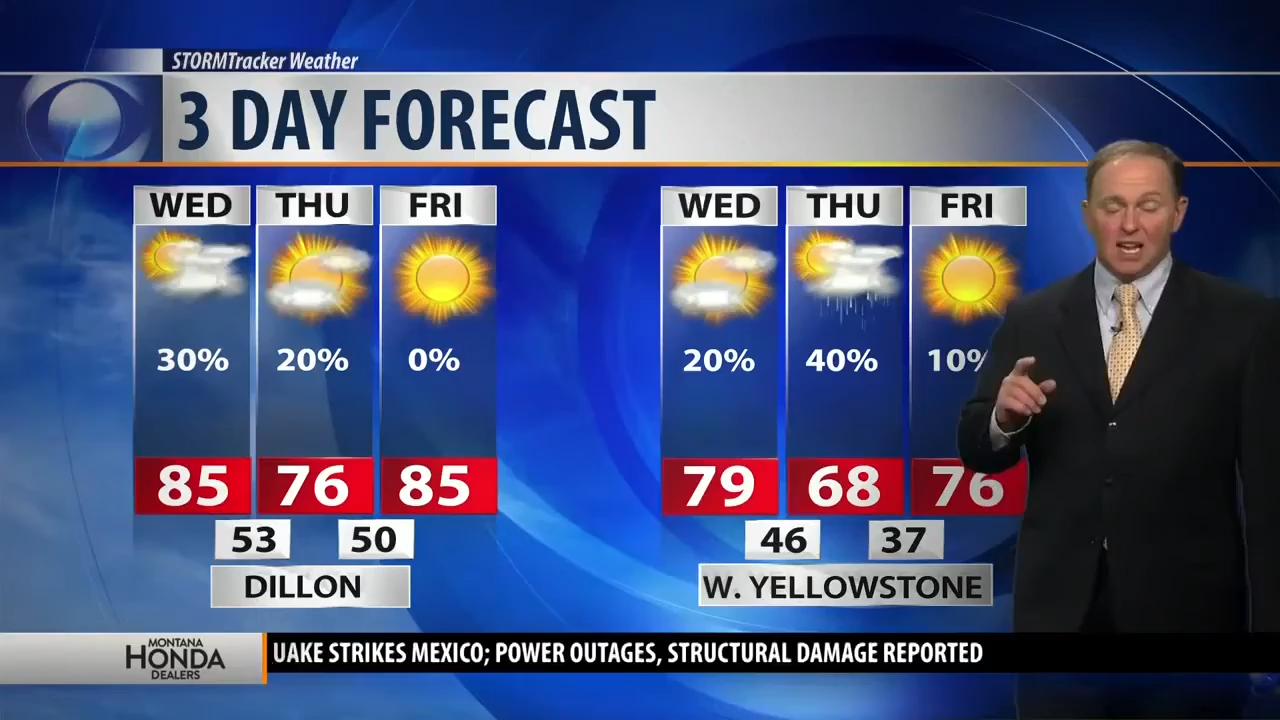 STORMTracker Weather
3 DAY FORECAST
WED THU FRI
30% 20% 0%
85 76 85
53 50
DILLON
WED THU FRI
20% 40% 10%
79 68 76
46 37
W. YELLOWSTONE
MONTANA
HONDA
DEALERS
UAKE STRIKES MEXICO; POWER OUTAGES, STRUCTURAL DAMAGE REPORTED